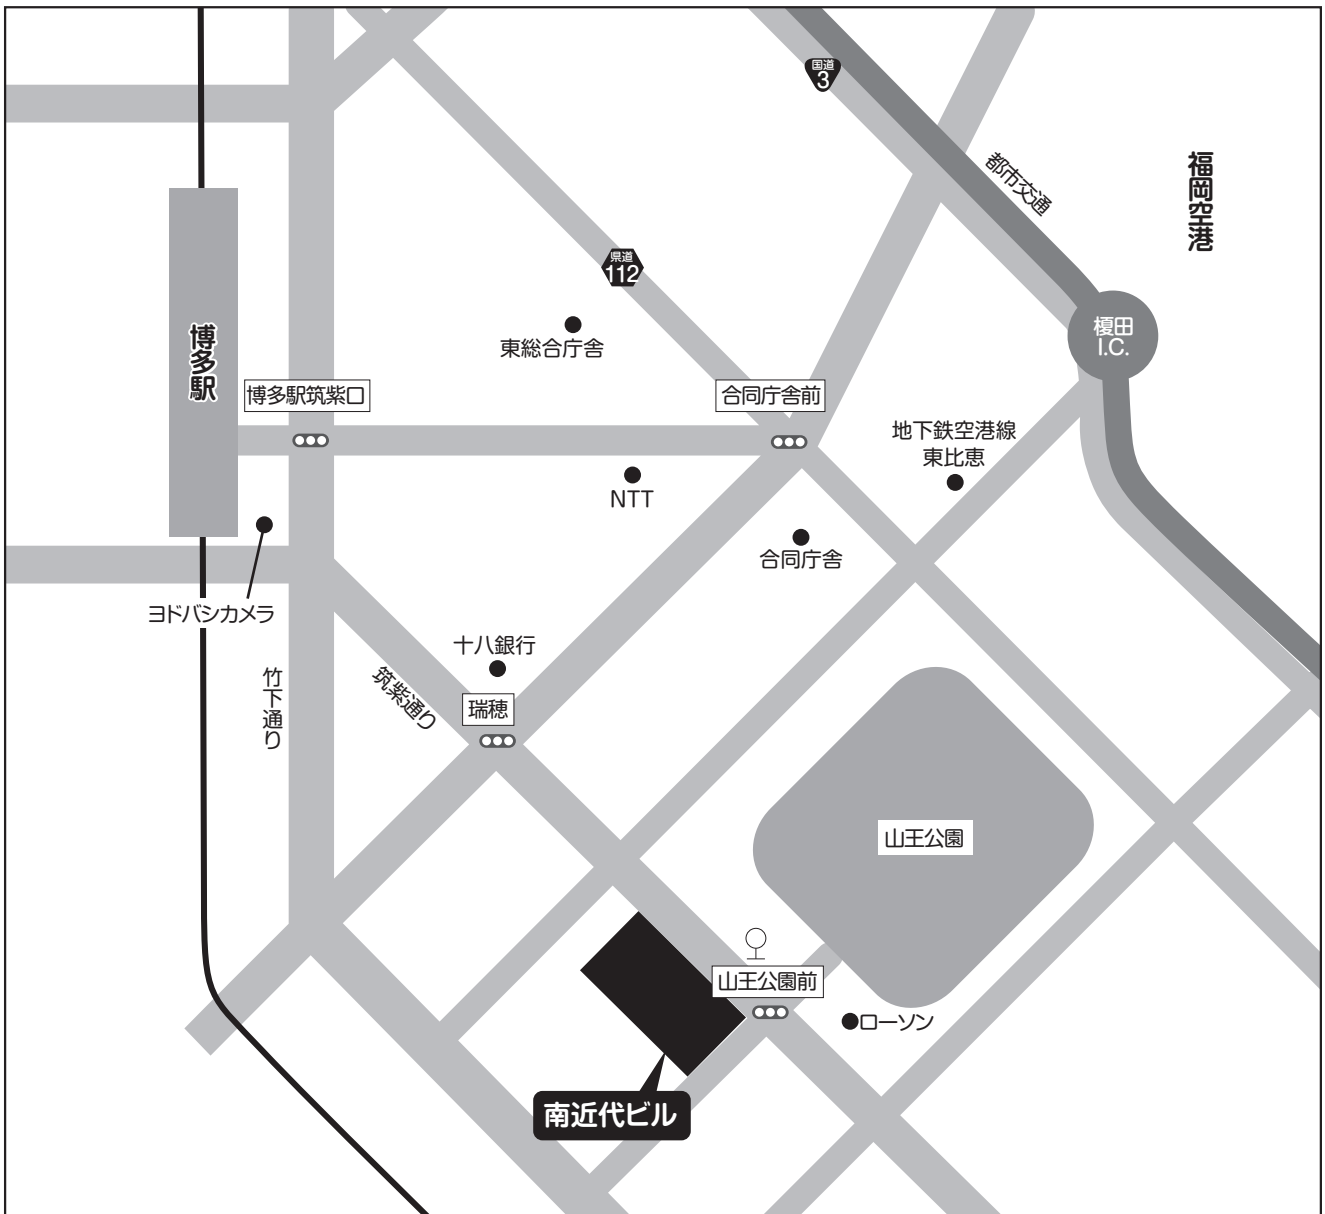 国道
3
都市交通
福岡空港
県道
112
東総合庁舎
榎田
I.C.
博多駅
博多駅筑紫口
合同庁舎前
地下鉄空港線
東比恵
NTT
合同庁舎
ヨドバシカメラ
十八銀行
竹下通り
筑紫通り
瑞穂
山王公園
山王公園前
ローソン
南近代ビル